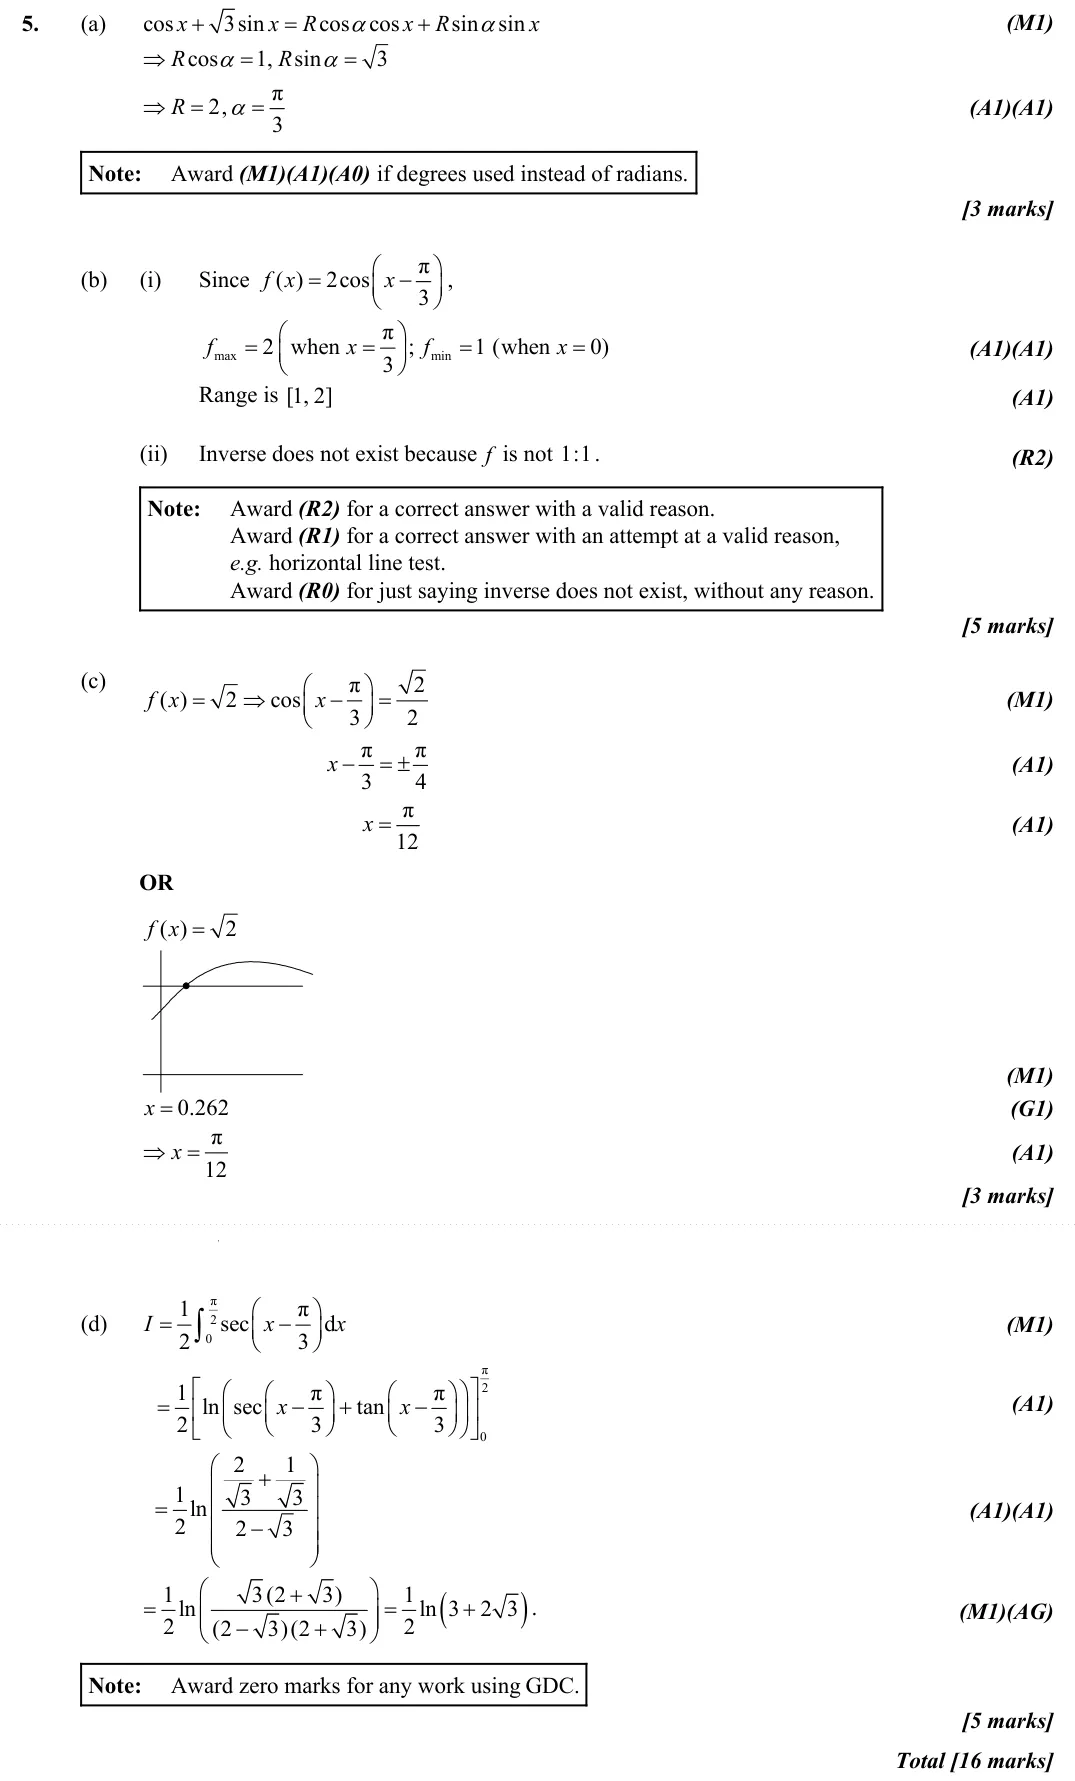 5. (a) cos x + √3 sin x = R cos α cos x + R sin α sin x (M1)
⇒ R cos α = 1, R sin α = √3
⇒ R = 2, α = π/3 (A1)(A1)
Note: Award (M1)(A1)(A0) if degrees used instead of radians.
[3 marks]
(b) (i) Since f(x) = 2cos(x − π/3),
f_max = 2 (when x = π/3); f_min = 1 (when x = 0) (A1)(A1)
Range is [1, 2] (A1)
(ii) Inverse does not exist because f is not 1:1. (R2)
Note: Award (R2) for a correct answer with a valid reason.
Award (R1) for a correct answer with an attempt at a valid reason,
e.g. horizontal line test.
Award (R0) for just saying inverse does not exist, without any reason.
[5 marks]
(c) f(x) = √2 ⇒ cos(x − π/3) = √2/2 (M1)
x − π/3 = ±π/4 (A1)
x = π/12 (A1)
OR
f(x) = √2
(M1)
x = 0.262 (G1)
⇒ x = π/12 (A1)
[3 marks]
(d) I = 1/2 ∫₀^(π/2) sec(x − π/3) dx (M1)
= 1/2 [ln(sec(x − π/3) + tan(x − π/3))]₀^(π/2) (A1)
= 1/2 ln((2/√3 + 1/√3)/(2 − √3)) (A1)(A1)
= 1/2 ln(√3(2 + √3)/((2 − √3)(2 + √3))) = 1/2 ln(3 + 2√3). (M1)(AG)
Note: Award zero marks for any work using GDC.
[5 marks]
Total [16 marks]